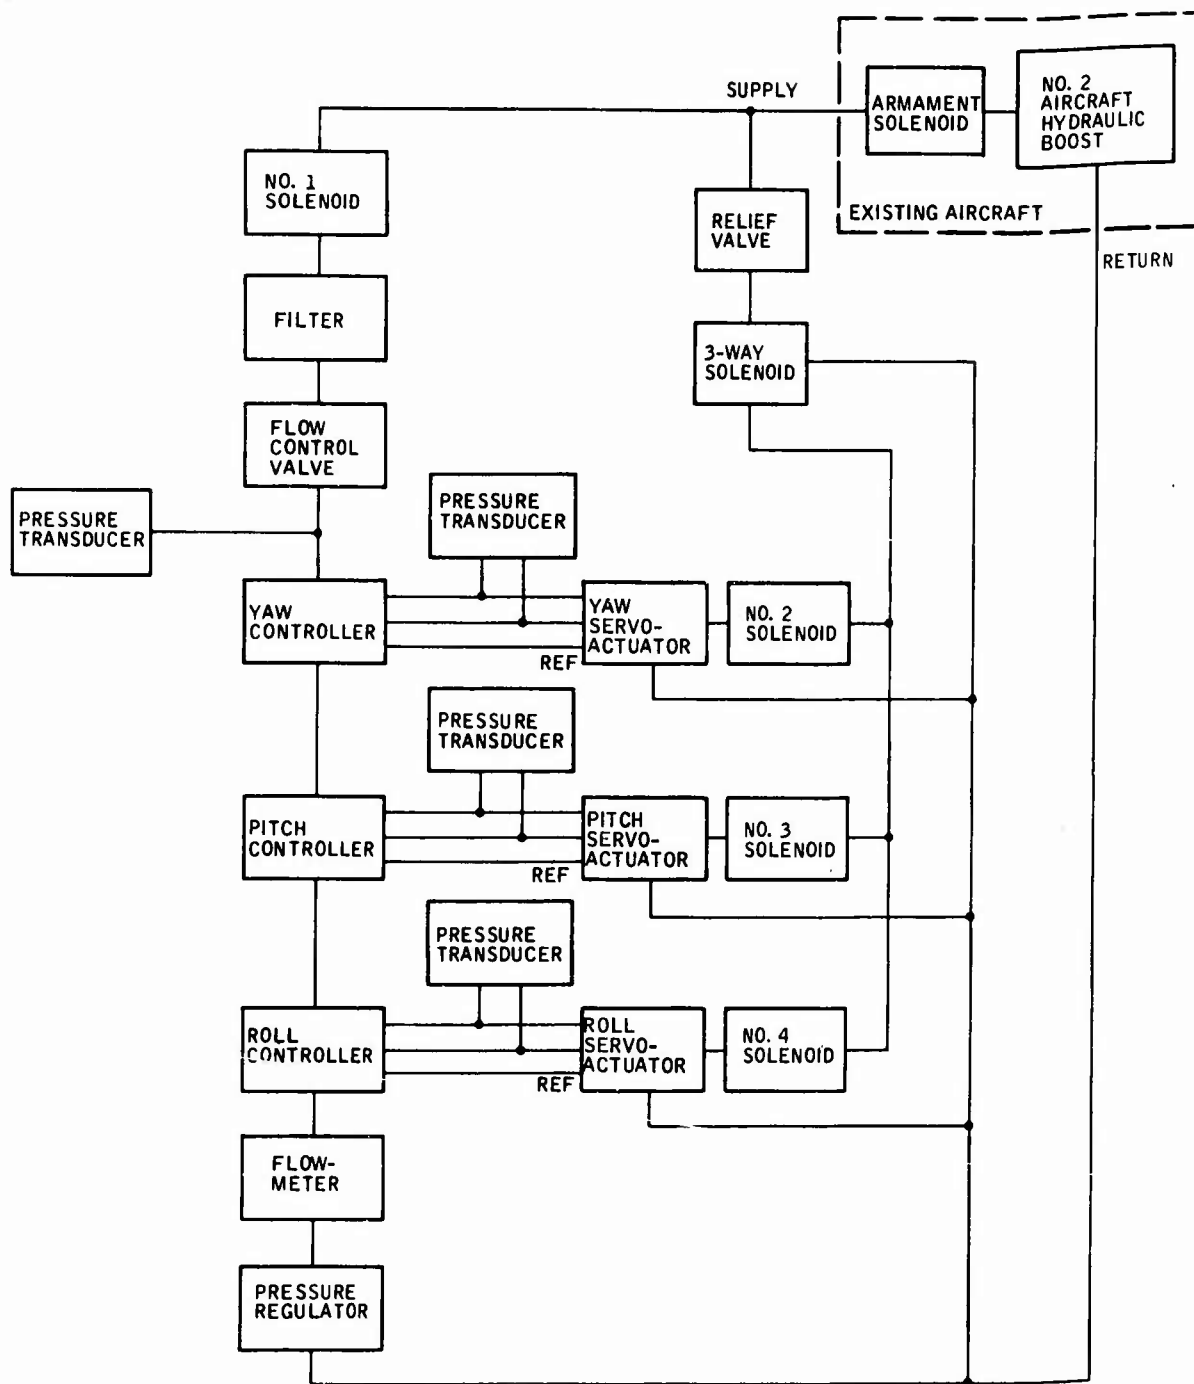 SUPPLY
ARMAMENT
SOLENOID
NO. 2
AIRCRAFT
HYDRAULIC
BOOST
EXISTING AIRCRAFT
RETURN
NO. 1
SOLENOID
RELIEF
VALVE
FILTER
3-WAY
SOLENOID
FLOW
CONTROL
VALVE
PRESSURE
TRANSDUCER
PRESSURE
TRANSDUCER
YAW
CONTROLLER
YAW
SERVO-
ACTUATOR
NO. 2
SOLENOID
REF
PRESSURE
TRANSDUCER
PITCH
CONTROLLER
PITCH
SERVO-
ACTUATOR
NO. 3
SOLENOID
REF
PRESSURE
TRANSDUCER
ROLL
CONTROLLER
ROLL
SERVO-
ACTUATOR
NO. 4
SOLENOID
REF
FLOW-
METER
PRESSURE
REGULATOR